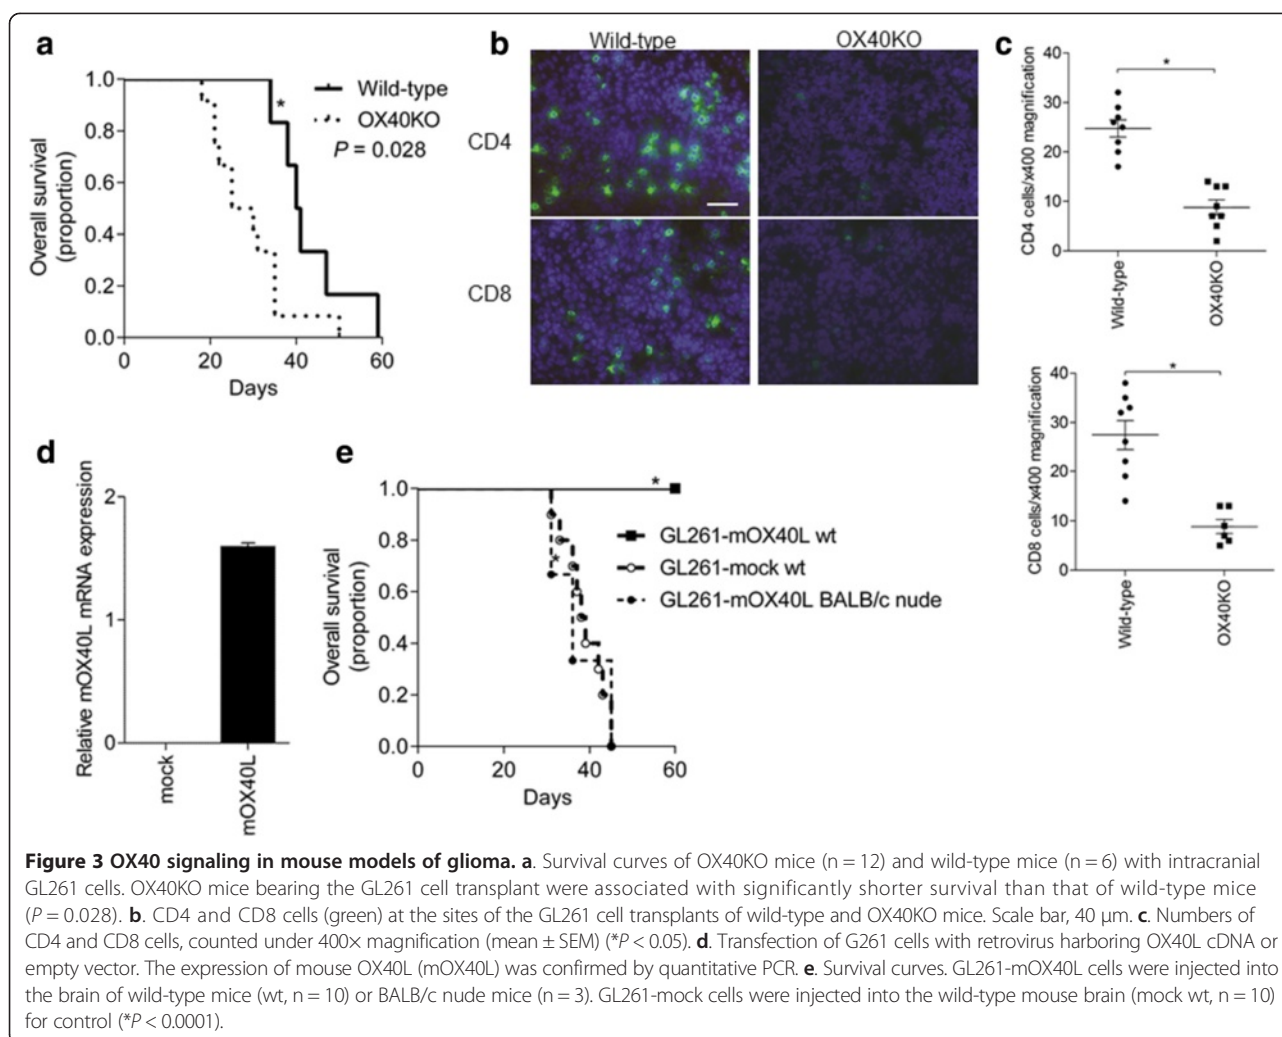 a
Wild-type
OX40KO
P = 0.028
*
1.0
0.8
0.6
0.4
0.2
0.0
0
20
40
60
Overall survival
(proportion)
Days
b
Wild-type
OX40KO
CD4
CD8
c
40
30
20
10
0
*
CD4 cells/x400 magnification
Wild-type
OX40KO
40
30
20
10
0
*
CD8 cells/x400 magnification
Wild-type
OX40KO
d
2
1
0
Relative mOX40L mRNA expression
mock
mOX40L
e
1.0
0.8
0.6
0.4
0.2
0.0
0
20
40
60
*
*
Overall survival
(proportion)
Days
GL261-mOX40L wt
GL261-mock wt
GL261-mOX40L BALB/c nude
Figure 3 OX40 signaling in mouse models of glioma. a. Survival curves of OX40KO mice (n = 12) and wild-type mice (n = 6) with intracranial
GL261 cells. OX40KO mice bearing the GL261 cell transplant were associated with significantly shorter survival than that of wild-type mice
(P = 0.028). b. CD4 and CD8 cells (green) at the sites of the GL261 cell transplants of wild-type and OX40KO mice. Scale bar, 40 μm. c. Numbers of
CD4 and CD8 cells, counted under 400× magnification (mean ± SEM) (*P < 0.05). d. Transfection of G261 cells with retrovirus harboring OX40L cDNA or
empty vector. The expression of mouse OX40L (mOX40L) was confirmed by quantitative PCR. e. Survival curves. GL261-mOX40L cells were injected into
the brain of wild-type mice (wt, n = 10) or BALB/c nude mice (n = 3). GL261-mock cells were injected into the wild-type mouse brain (mock wt, n = 10)
for control (*P < 0.0001).